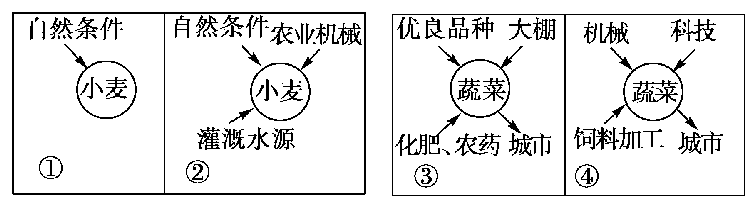 自然条件
小麦
①
自然条件
农业机械
小麦
灌溉水源
②
优良品种
大棚
蔬菜
化肥、农药
城市
③
机械
科技
蔬菜
饲料加工
城市
④